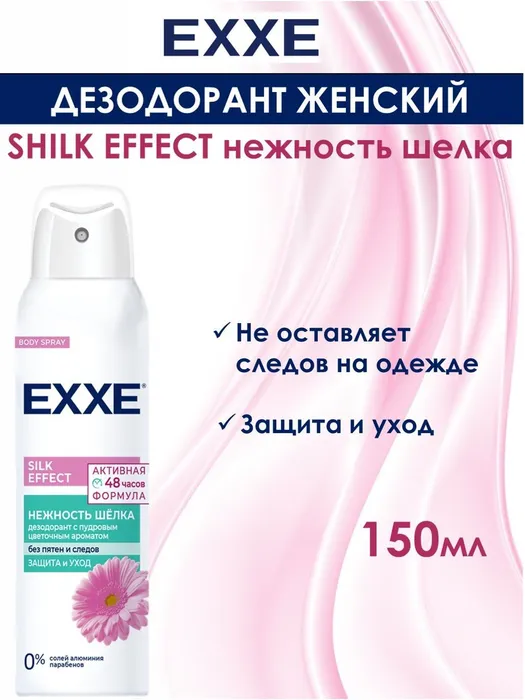 EXXE
ДЕЗОДОРАНТ ЖЕНСКИЙ
SHILK EFFECT нежность шелка
✓ Не оставляет
следов на одежде
✓ Защита и уход
150мл
BODY SPRAY
EXXE®
SILK
EFFECT
АКТИВНАЯ
48 часов
ФОРМУЛА
НЕЖНОСТЬ ШЁЛКА
дезодорант с пудровым
цветочным ароматом
без пятен и следов
ЗАЩИТА и УХОД
0% солей алюминия
парабенов